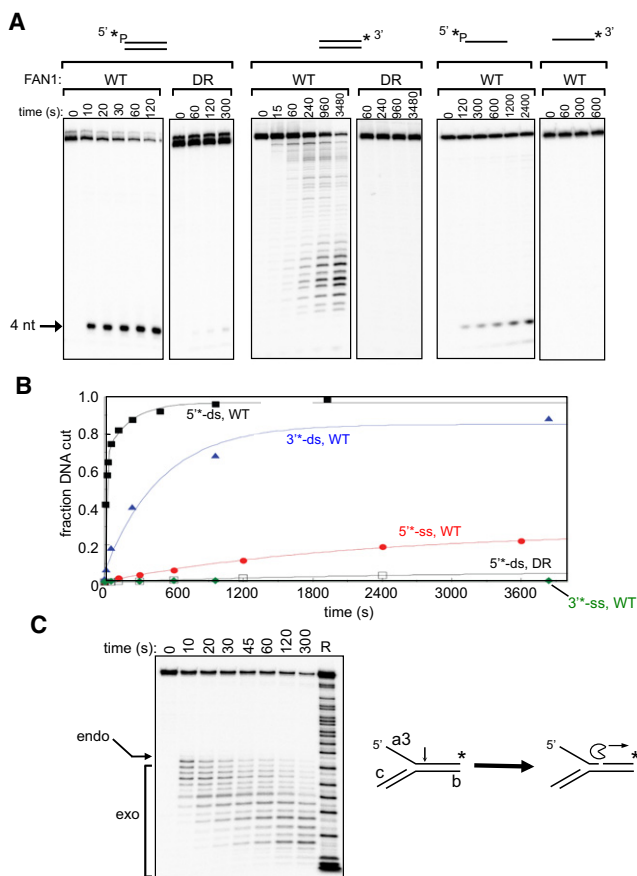 A
5' *P
* 3'
5' *P
* 3'
FAN1: WT DR WT DR WT WT
time (s): 0 10 20 30 60 120 0 60 120 300 0 15 60 240 960 3480 60 240 960 3480 0 120 300 600 1200 2400 0 60 300 600
4 nt
B
fraction DNA cut
1.0
0.8
0.6
0.4
0.2
0
5'*-ds, WT
3'*-ds, WT
5'*-ss, WT
5'*-ds, DR
3'*-ss, WT
0 600 1200 1800 2400 3000 3600
time (s)
C
time (s): 0 10 20 30 45 60 120 300 R
endo
exo
5' a3 * c b
5' *